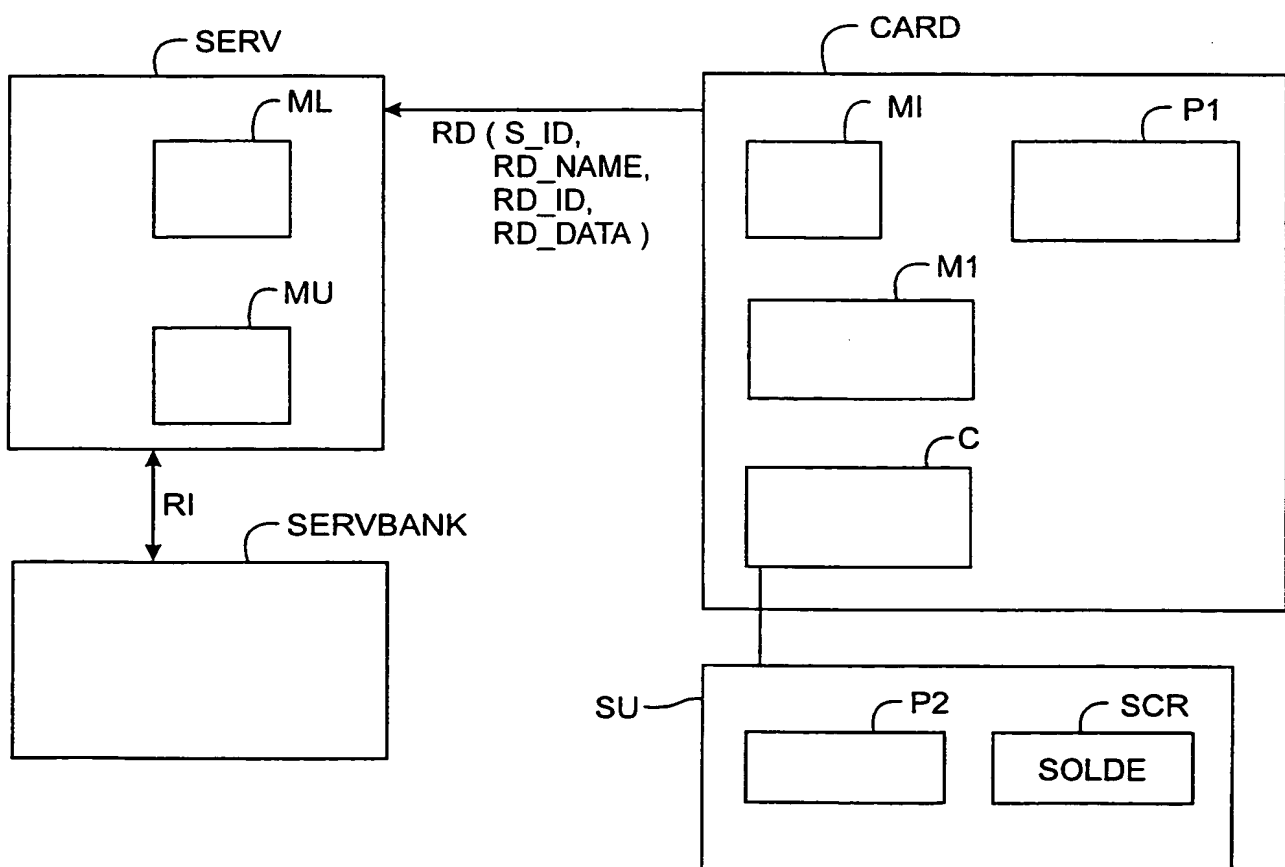 SERV
ML
MU
RI
SERVBANK
RD ( S_ID,
RD_NAME,
RD_ID,
RD_DATA )
CARD
MI
P1
M1
C
SU
P2
SCR
SOLDE